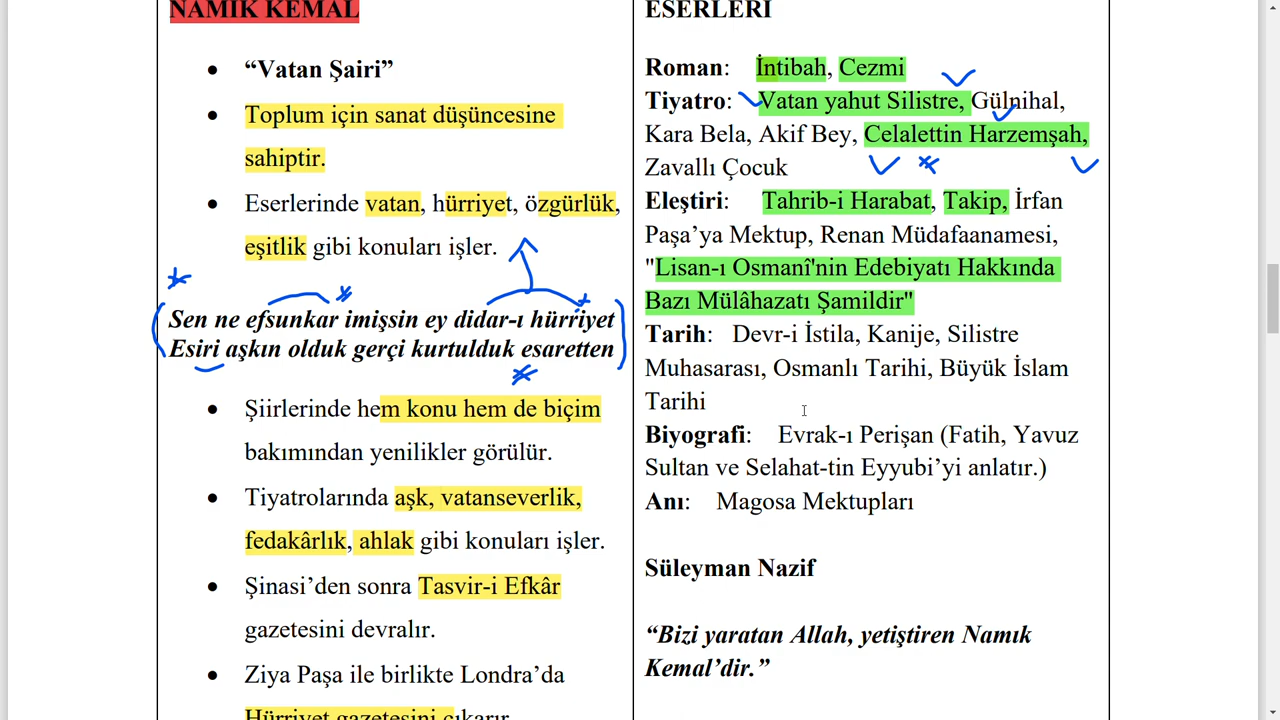 NAMIK KEMAL
• “Vatan Şairi”
• Toplum için sanat düşüncesine
sahiptir.
• Eserlerinde vatan, hürriyet, özgürlük,
eşitlik gibi konuları işler.
Sen ne efsunkar imişsin ey didar-ı hürriyet
Esiri aşkın olduk gerçi kurtulduk esaretten
• Şiirlerinde hem konu hem de biçim
bakımından yenilikler görülür.
• Tiyatrolarında aşk, vatanseverlik,
fedakârlık, ahlak gibi konuları işler.
• Şinasi’den sonra Tasvir-i Efkâr
gazetesini devralır.
• Ziya Paşa ile birlikte Londra’da
Hürriyet gazetesini çıkarır.
ESERLERİ
Roman: İntibah, Cezmi
Tiyatro: Vatan yahut Silistre, Gülnihal,
Kara Bela, Akif Bey, Celalettin Harzemşah,
Zavallı Çocuk
Eleştiri: Tahrib-i Harabat, Takip, İrfan
Paşa’ya Mektup, Renan Müdafaanamesi,
"Lisan-ı Osmanî'nin Edebiyatı Hakkında
Bazı Mülâhazatı Şamildir"
Tarih: Devr-i İstila, Kanije, Silistre
Muhasarası, Osmanlı Tarihi, Büyük İslam
Tarihi
Biyografi: Evrak-ı Perişan (Fatih, Yavuz
Sultan ve Selahat-tin Eyyubi’yi anlatır.)
Anı: Magosa Mektupları
Süleyman Nazif
“Bizi yaratan Allah, yetiştiren Namık
Kemal’dir.”